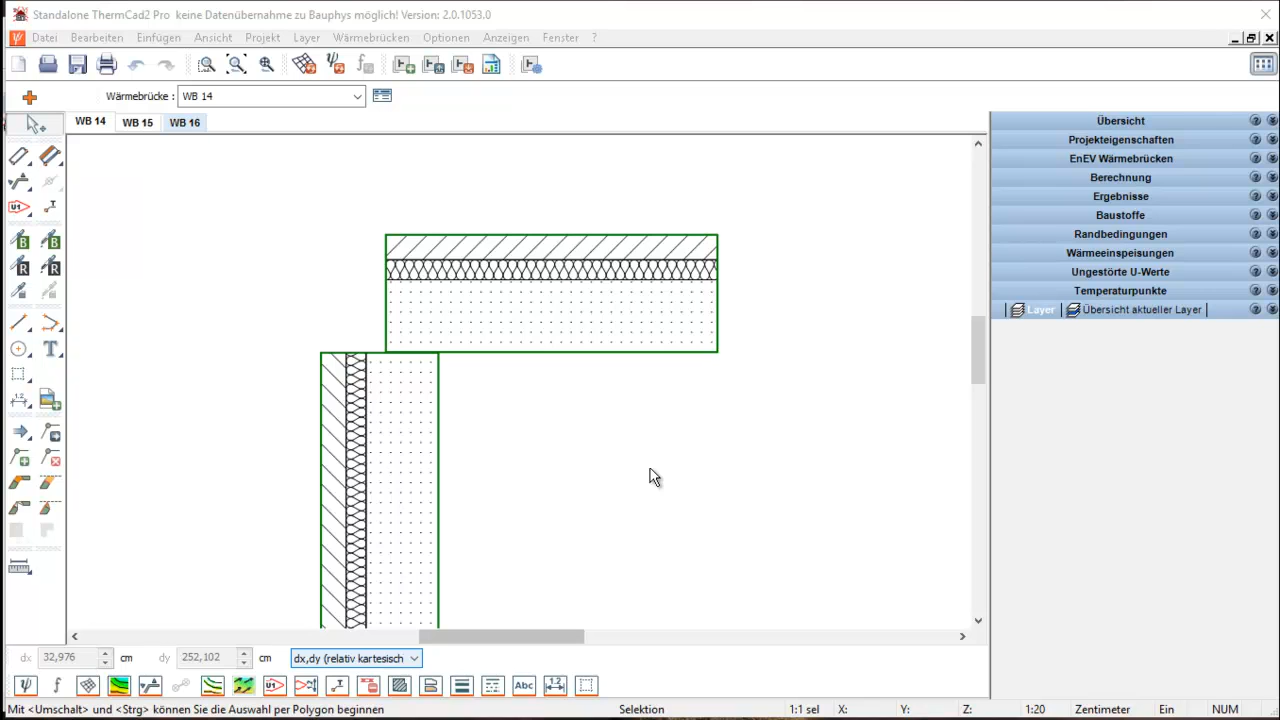 Standalone ThermCad2 Pro keine Datenübernahme zu Bauphys möglich! Version: 2.0.1053.0
Datei Bearbeiten Einfügen Ansicht Projekt Layer Wärmebrücken Optionen Anzeigen Fenster ?
Wärmebrücke : WB 14
WB 14 WB 15 WB 16
Übersicht
Projekteigenschaften
EnEV Wärmebrücken
Berechnung
Ergebnisse
Baustoffe
Randbedingungen
Wärmeeinspeisungen
Ungestörte U-Werte
Temperaturpunkte
Layer Übersicht aktueller Layer
dx 32,976 cm dy 252,102 cm dx,dy (relativ kartesisch
Mit <Umschalt> und <Strg> können Sie die Auswahl per Polygon beginnen Selektion 1:1 sel X: Y: Z: 1:20 Zentimeter Ein NUM